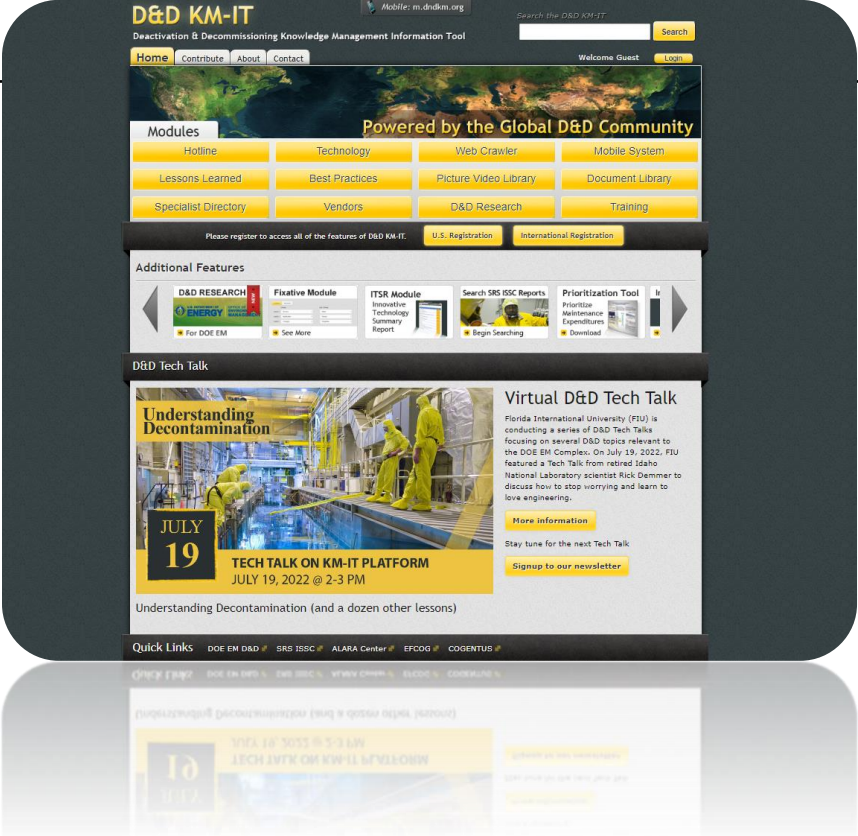 D&D KM-IT
Mobile: m.dndkm.org
Search the D&D KM-IT
Deactivation & Decommissioning Knowledge Management Information Tool
Search
Home Contribute About Contact
Welcome Guest Login
Powered by the Global D&D Community
Modules
Hotline Technology Web Crawler Mobile System
Lessons Learned Best Practices Picture Video Library Document Library
Specialist Directory Vendors D&D Research Training
Please register to access all of the features of D&D KM-IT. U.S. Registration International Registration
Additional Features
D&D RESEARCH
NEW
ENERGY
For DOE EM
Fixative Module
See More
ITSR Module
Innovative
Technology
Summary
Report
Search SRS ISSC Reports
Begin Searching
Prioritization Tool
Prioritize
Maintenance
Expenditures
Download
D&D Tech Talk
Understanding
Decontamination
JULY
19
TECH TALK ON KM-IT PLATFORM
JULY 19, 2022 @ 2-3 PM
Understanding Decontamination (and a dozen other lessons)
Virtual D&D Tech Talk
Florida International University (FIU) is
conducting a series of D&D Tech Talks
focusing on several D&D topics relevant to
the DOE EM Complex. On July 19, 2022, FIU
featured a Tech Talk from retired Idaho
National Laboratory scientist Rick Demmer to
discuss how to stop worrying and learn to
love engineering.
More information
Stay tune for the next Tech Talk
Signup to our newsletter
Quick Links DOE EM D&D SRS ISSC ALARA Center EFCOG COGENTUS